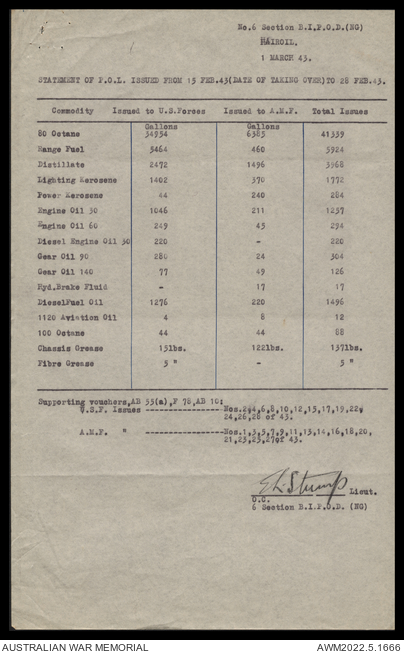 No.6 Section B.I.P.O.D.(NG)
HAIROIL.
1 MARCH 43.
STATEMENT OF P.O.L. ISSUED FROM 15 FEB.43(DATE OF TAKING OVER)TO 28 FEB.43.
Commodity Issued to U.S.Forces Issued to A.M.F. Total Issues
Gallons Gallons
80 Octane 34954 6385 41339
Range Fuel 5464 460 5924
Distillate 2472 1496 3968
Lighting Kerosene 1402 370 1772
Power Kerosene 44 240 284
Engine Oil 30 1046 211 1257
Engine Oil 60 249 45 294
Diesel Engine Oil 30 220 - 220
Gear Oil 90 280 24 304
Gear Oil 140 77 49 126
Hyd.Brake Fluid - 17 17
DieselFuel Oil 1276 220 1496
1120 Aviation Oil 4 8 12
100 Octane 44 44 88
Chassis Grease 15lbs. 122lbs. 137lbs.
Fibre Grease 5 " - 5 "
Supporting vouchers,AB 55(a),F 78,AB 10:
U.S.F. Issues ----------------Nos.2,4,6,8,10,12,15,17,19,22,
24,26,28 of 43.
A.M.F. " ----------------Nos.1,3,5,7,9,11,13,14,16,18,20,
21,23,25,27of 43.
Lieut.
O.C.
6 Section B.I.P.O.D. (NG)
AUSTRALIAN WAR MEMORIAL
AWM2022.5.1666